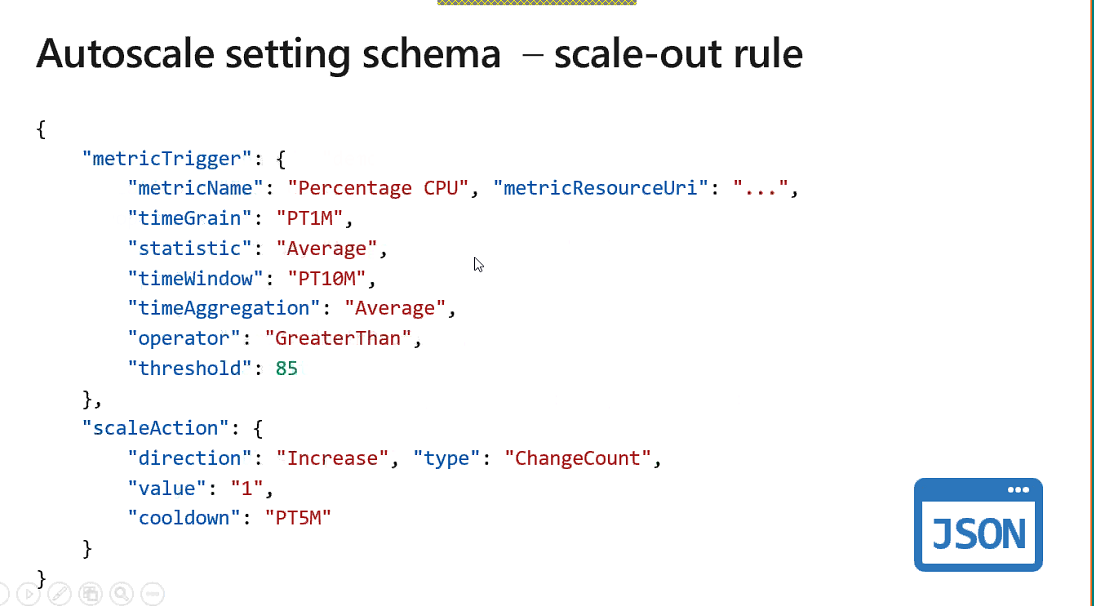 Autoscale setting schema – scale-out rule
{
"metricTrigger": {
"metricName": "Percentage CPU", "metricResourceUri": "...",
"timeGrain": "PT1M",
"statistic": "Average",
"timeWindow": "PT10M",
"timeAggregation": "Average",
"operator": "GreaterThan",
"threshold": 85
},
"scaleAction": {
"direction": "Increase", "type": "ChangeCount",
"value": "1",
"cooldown": "PT5M"
}
}
JSON